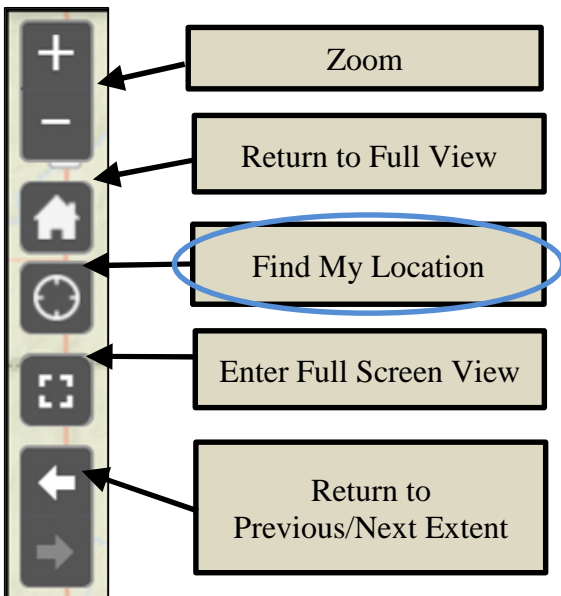 Zoom
Return to Full View
Find My Location
Enter Full Screen View
Return to
Previous/Next Extent